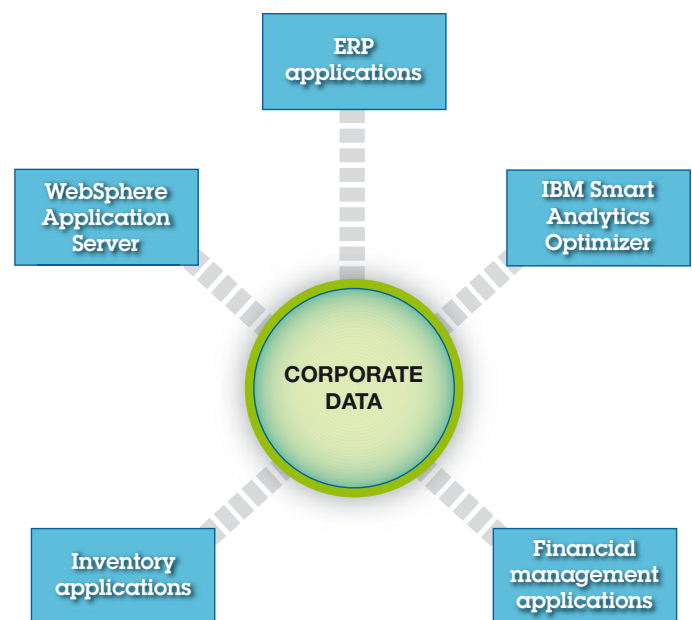 ERP
applications
WebSphere
Application
Server
IBM Smart
Analytics
Optimizer
CORPORATE
DATA
Inventory
applications
Financial
management
applications